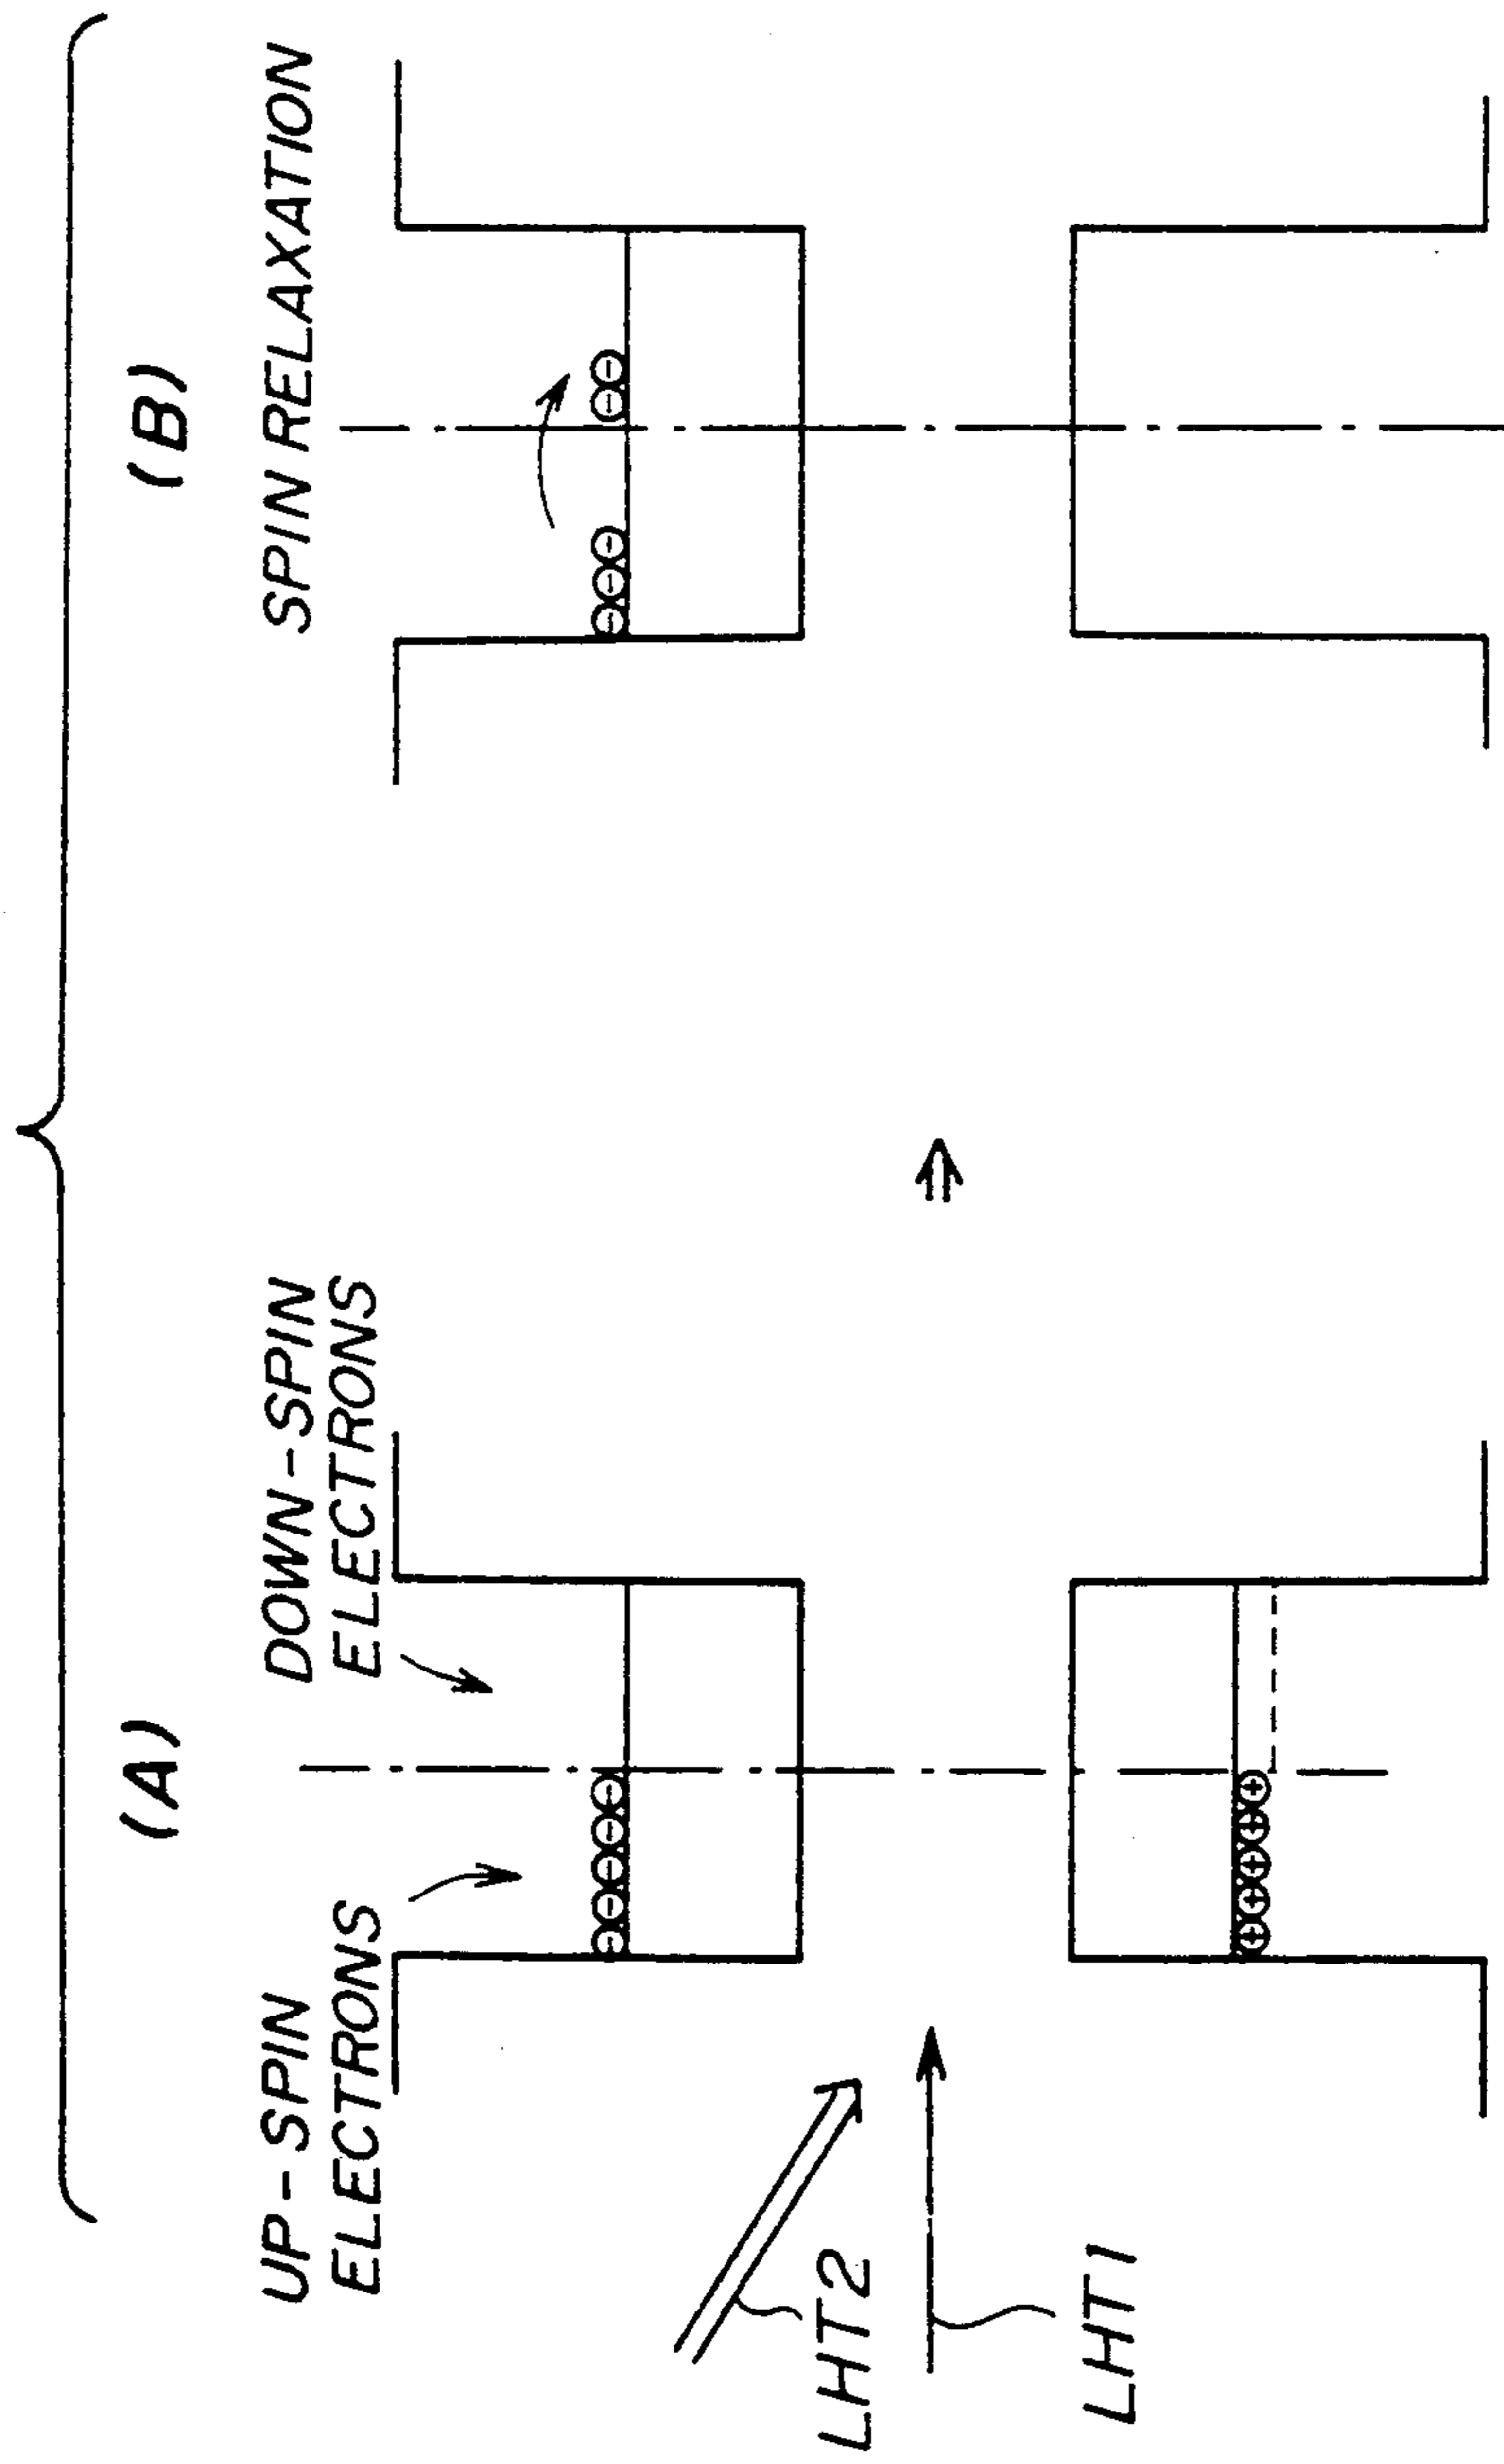 (A)
(B)
UP-SPIN
ELECTRONS
DOWN-SPIN
ELECTRONS
SPIN RELAXATION
LHT2
LHT1